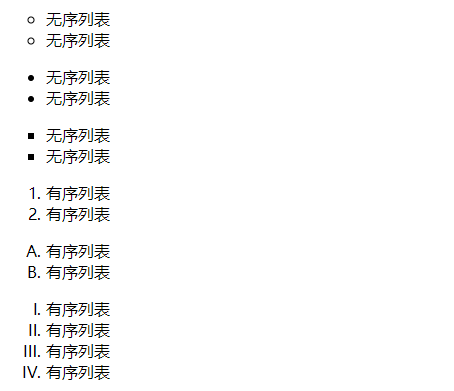 ○ 无序列表
○ 无序列表
● 无序列表
● 无序列表
■ 无序列表
■ 无序列表
1. 有序列表
2. 有序列表
A. 有序列表
B. 有序列表
I. 有序列表
II. 有序列表
III. 有序列表
IV. 有序列表